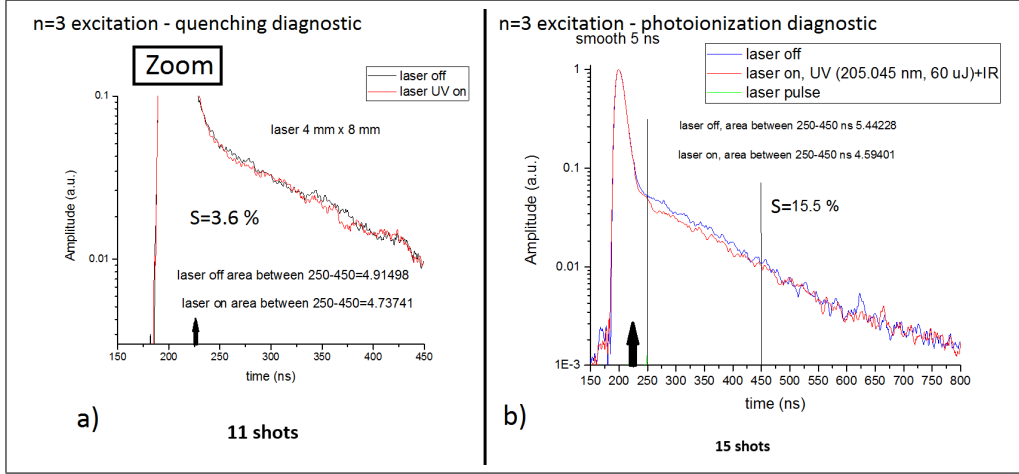 n=3 excitation - quenching diagnostic
Zoom
laser off
laser UV on
laser 4 mm x 8 mm
S=3.6 %
laser off area between 250-450=4.91498
laser on area between 250-450=4.73741
Amplitude (a.u.)
0.1
0.01
150 200 250 300 350 400 450
time (ns)
a)
11 shots
n=3 excitation - photoionization diagnostic
smooth 5 ns
laser off
laser on, UV (205.045 nm, 60 uJ)+IR
laser pulse
laser off, area between 250-450 ns 5.44228
laser on, area between 250-450 ns 4.59401
S=15.5 %
Amplitude (a.u.)
1
0.1
0.01
1E-3
150 200 250 300 350 400 450 500 550 600 650 700 750 800
time (ns)
b)
15 shots